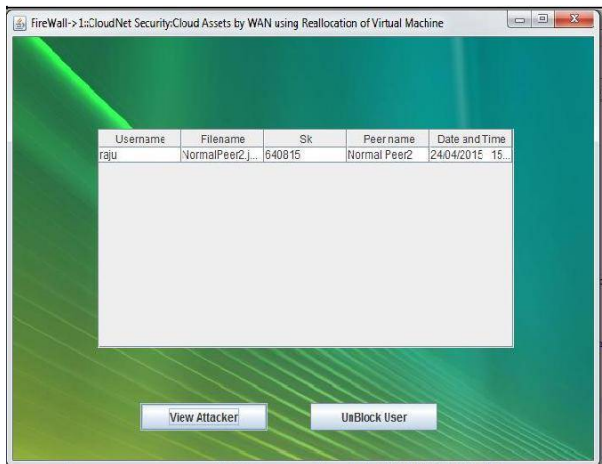 FireWall->1::CloudNet Security:Cloud Assets by WAN using Reallocation of Virtual Machine
Username Filename Sk Peer name Date and Time
raju NormalPeer2.j... 640815 Normal Peer2 24/04/2015 15...
View Attacker UnBlock User